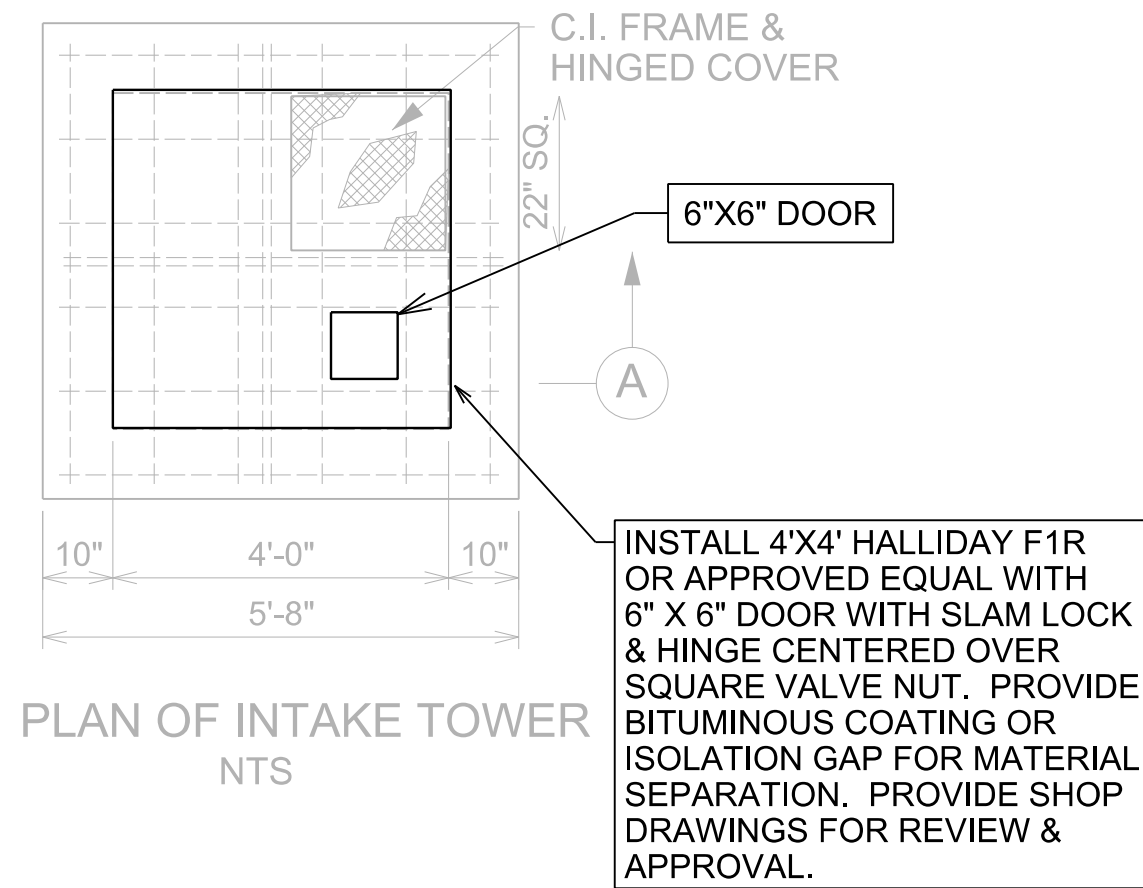 C.I. FRAME &
HINGED COVER
22" SQ.
6"X6" DOOR
A
10"
4'-0"
10"
5'-8"
INSTALL 4'X4' HALLIDAY F1R
OR APPROVED EQUAL WITH
6" X 6" DOOR WITH SLAM LOCK
& HINGE CENTERED OVER
SQUARE VALVE NUT.  PROVIDE
BITUMINOUS COATING OR
ISOLATION GAP FOR MATERIAL
SEPARATION.  PROVIDE SHOP
DRAWINGS FOR REVIEW &
APPROVAL.
PLAN OF INTAKE TOWER
NTS